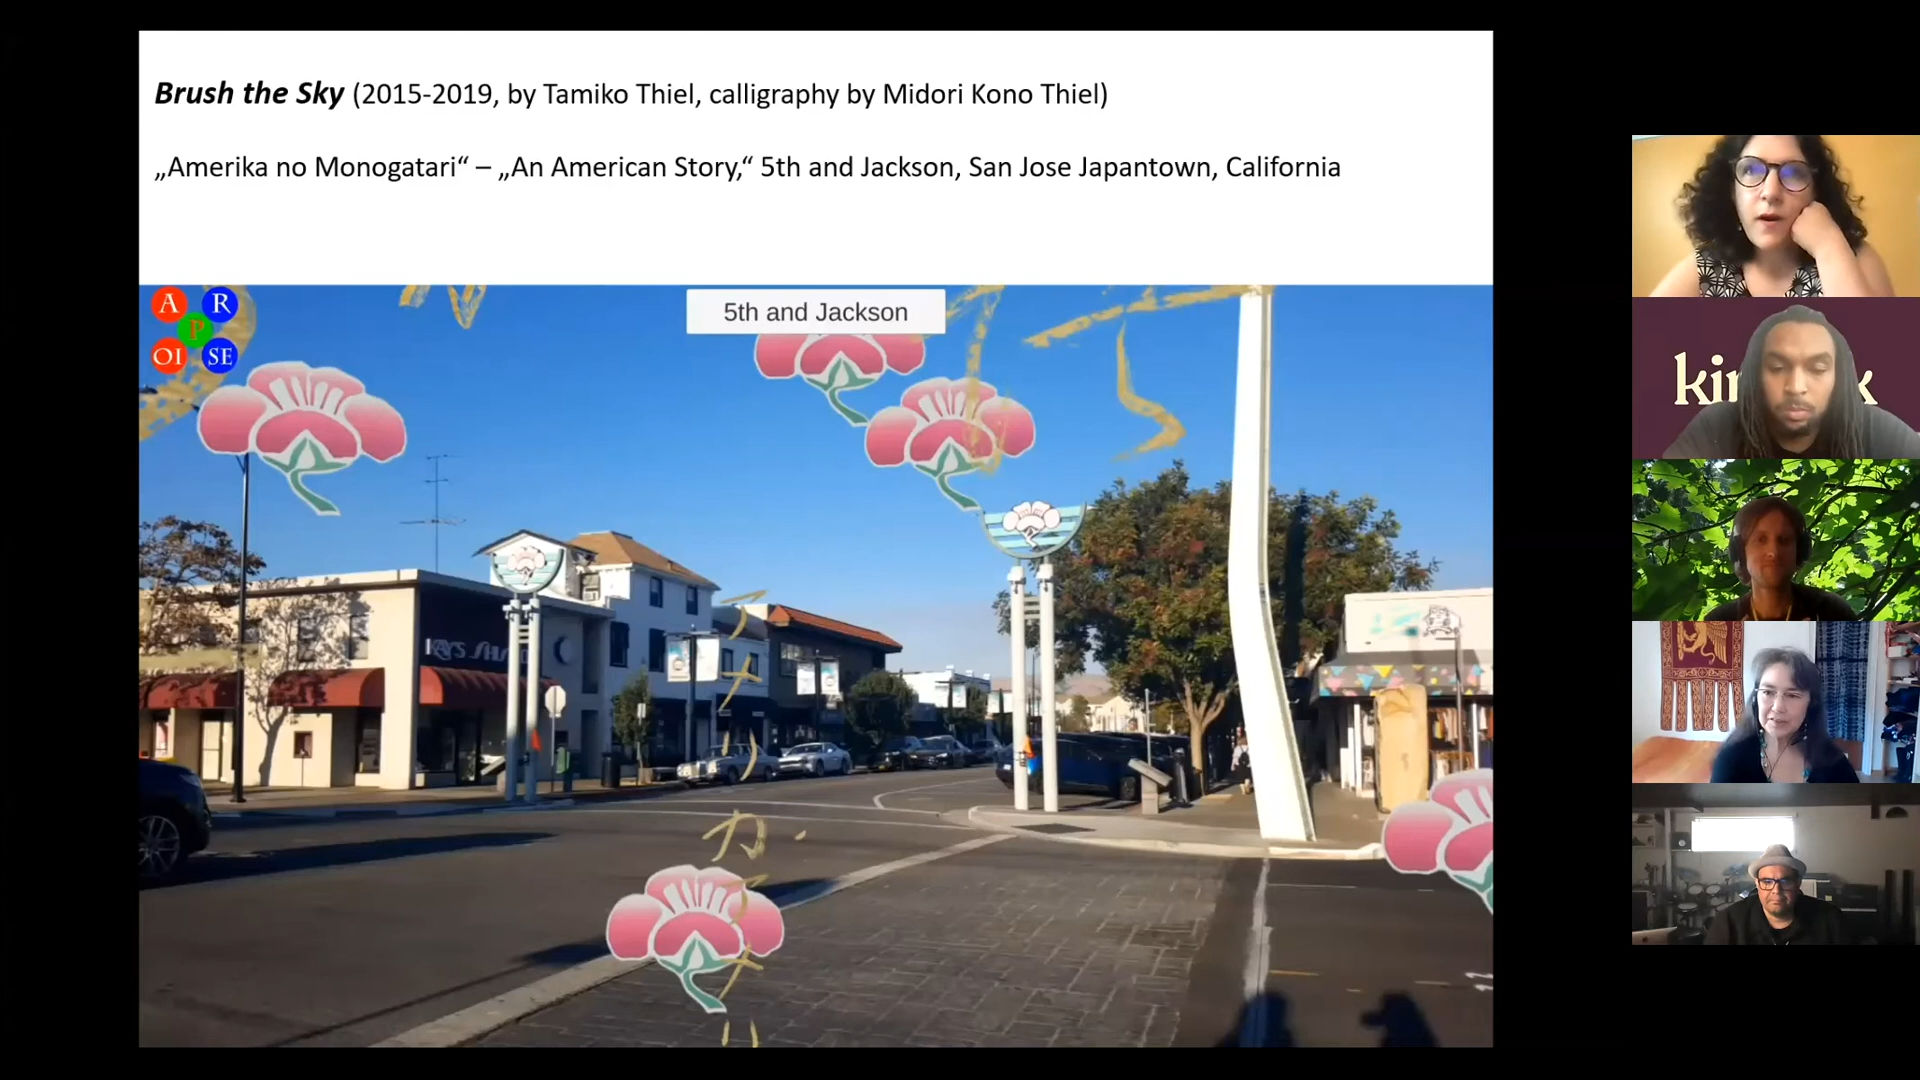 Brush the Sky (2015-2019, by Tamiko Thiel, calligraphy by Midori Kono Thiel)
„Amerika no Monogatari“ – „An American Story,“ 5th and Jackson, San Jose Japantown, California
A R
P
OI SE
5th and Jackson
KAY'S